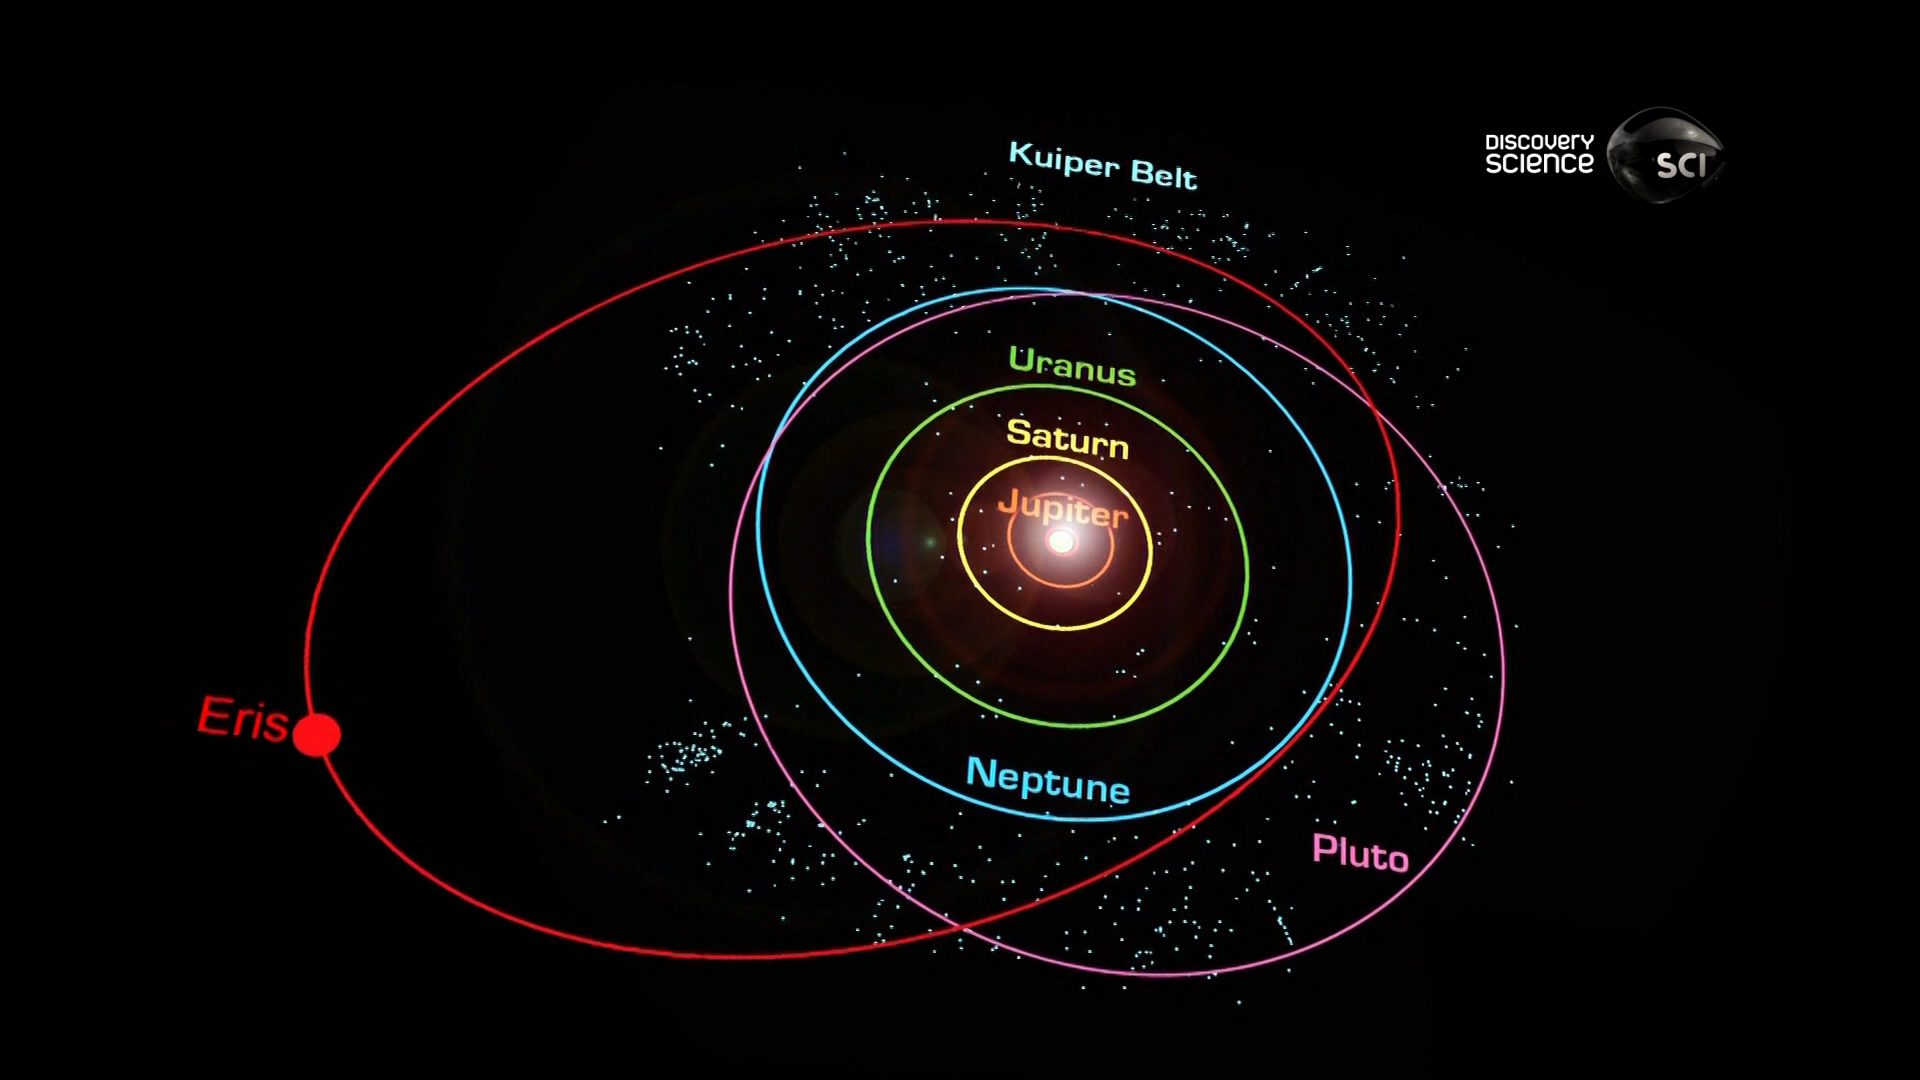 Kuiper Belt
DISCOVERY
SCIENCE
SCI
Uranus
Saturn
Jupiter
Eris
Neptune
Pluto